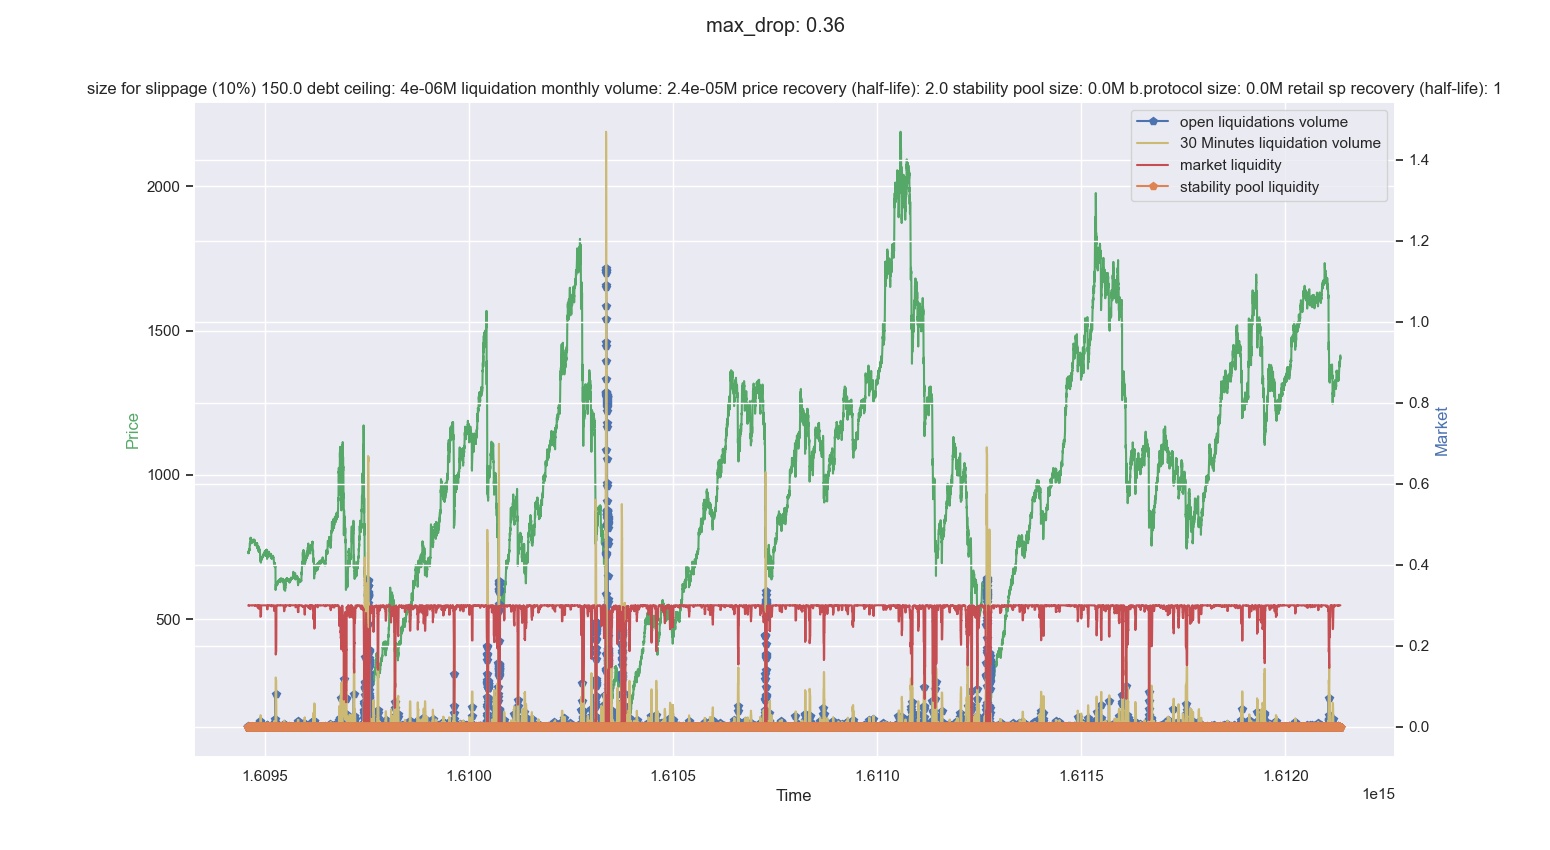 max_drop: 0.36
size for slippage (10%) 150.0 debt ceiling: 4e-06M liquidation monthly volume: 2.4e-05M price recovery (half-life): 2.0 stability pool size: 0.0M b.protocol size: 0.0M retail sp recovery (half-life): 1
open liquidations volume
30 Minutes liquidation volume
market liquidity
stability pool liquidity
2000
1500
1000
500
Price
1.4
1.2
1.0
0.8
0.6
0.4
0.2
0.0
Market
1.6095 1.6100 1.6105 1.6110 1.6115 1.6120
Time
1e15